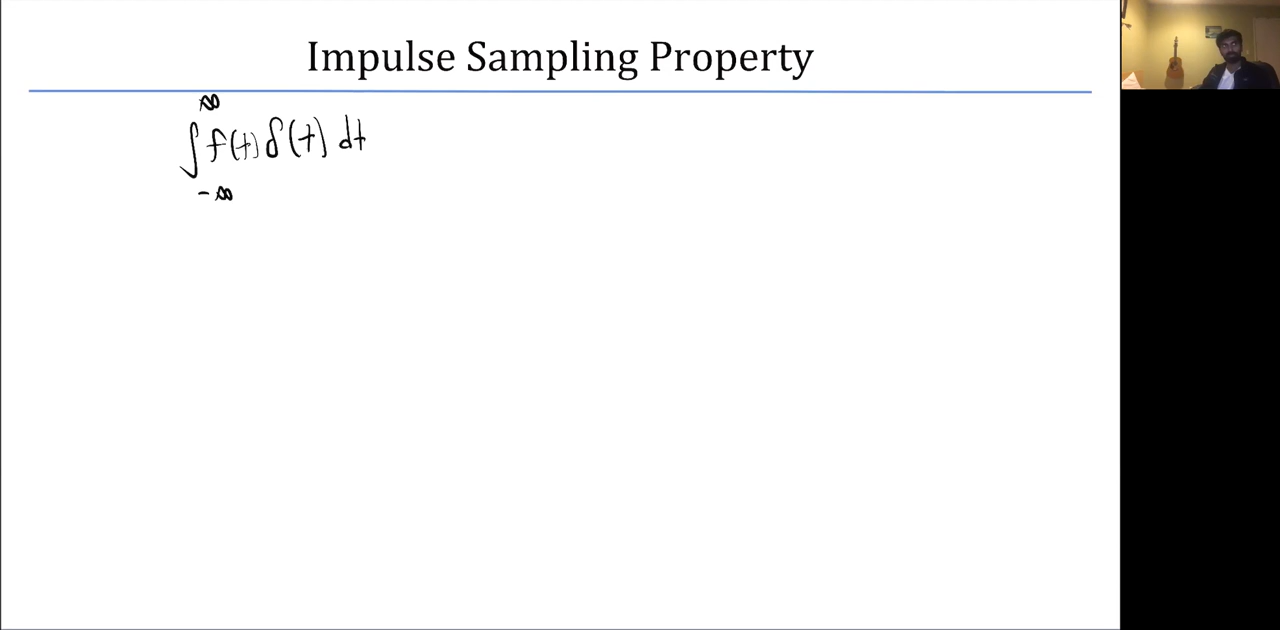 Impulse Sampling Property
∞
∫ f(t) δ(t) dt
-∞